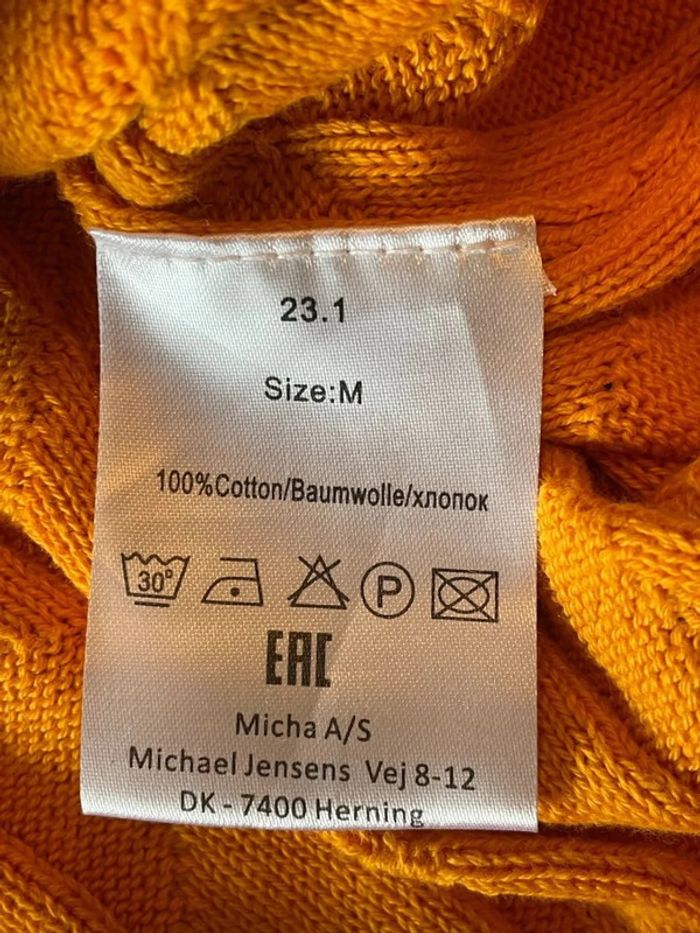 23.1
Size:M
100%Cotton/Baumwolle/хлопок
30° P
EAC
Micha A/S
Michael Jensens Vej 8-12
DK - 7400 Herning